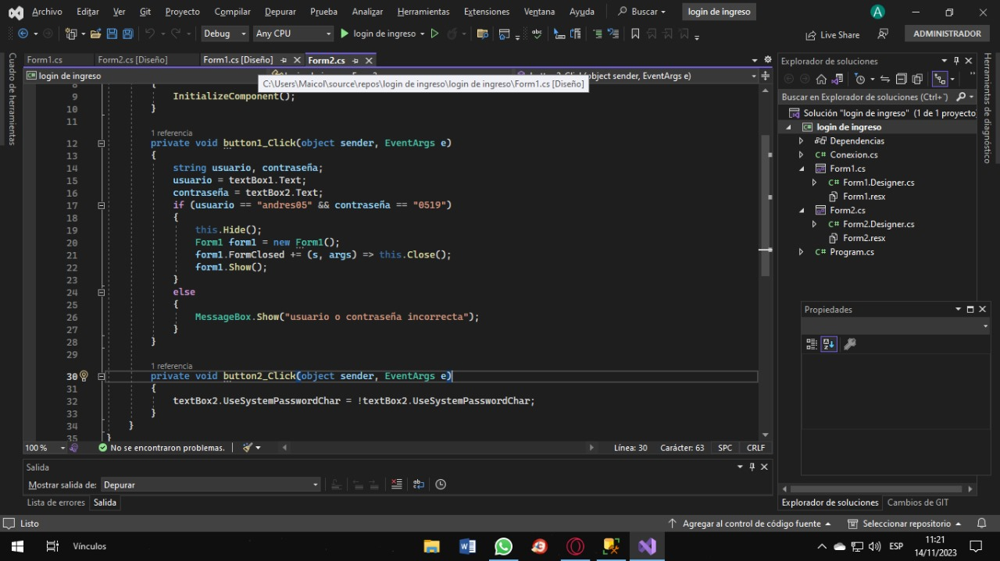 Archivo Editar Ver Git Proyecto Compilar Depurar Prueba Analizar Herramientas Extensiones Ventana Ayuda Buscar login de ingreso A
Debug Any CPU login de ingreso Live Share ADMINISTRADOR
Form1.cs Form2.cs [Diseño] Form1.cs [Diseño] Form2.cs
login de ingreso
(object sender, EventArgs e)
C:\Users\Maicol\source\repos\login de ingreso\login de ingreso\Form1.cs [Diseño]
8 {
9 InitializeComponent();
10 }
11
1 referencia
12 private void button1_Click(object sender, EventArgs e)
13 {
14 string usuario, contraseña;
15 usuario = textBox1.Text;
16 contraseña = textBox2.Text;
17 if (usuario == "andres05" && contraseña == "0519")
18 {
19 this.Hide();
20 Form1 form1 = new Form1();
21 form1.FormClosed += (s, args) => this.Close();
22 form1.Show();
23 }
24 else
25 {
26 MessageBox.Show("usuario o contraseña incorrecta");
27 }
28 }
29
1 referencia
30 private void button2_Click(object sender, EventArgs e)
31 {
32 textBox2.UseSystemPasswordChar = !textBox2.UseSystemPasswordChar;
33 }
34 }
35 }
100 % No se encontraron problemas. Línea: 30 Carácter: 63 SPC CRLF
Salida
Mostrar salida de: Depurar
Lista de errores Salida
Cuadro de herramientas
Explorador de soluciones
Buscar en Explorador de soluciones (Ctrl+¨)
Solución "login de ingreso" (1 de 1 proyecto)
login de ingreso
Dependencias
C# Conexion.cs
Form1.cs
C# Form1.Designer.cs
Form1.resx
Form2.cs
C# Form2.Designer.cs
Form2.resx
C# Program.cs
Propiedades
Explorador de soluciones Cambios de GIT
Herramientas de diagnóstico
Listo Agregar al control de código fuente Seleccionar repositorio
Vínculos ESP 11:21
14/11/2023